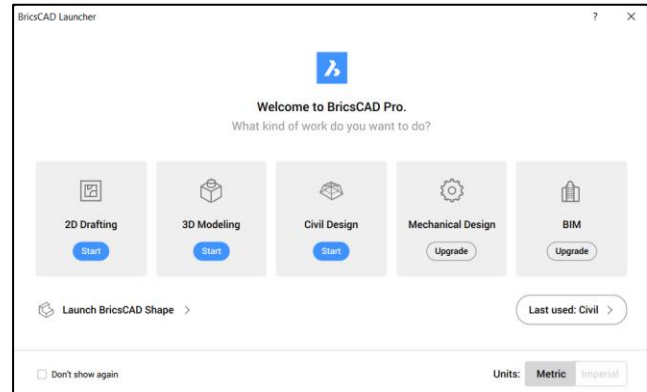 BricsCAD Launcher ?
Welcome to BricsCAD Pro.
What kind of work do you want to do?
2D Drafting 3D Modeling Civil Design Mechanical Design BIM
Start Start Start Upgrade Upgrade
Launch BricsCAD Shape Last used: Civil
Don't show again Units: Metric Imperial